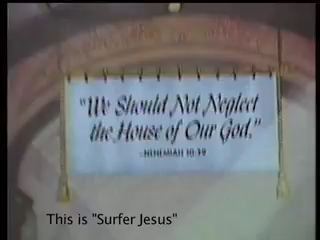 "We Should Not Neglect
the House of Our God."
–NEHEMIAH 10:39
This is "Surfer Jesus"